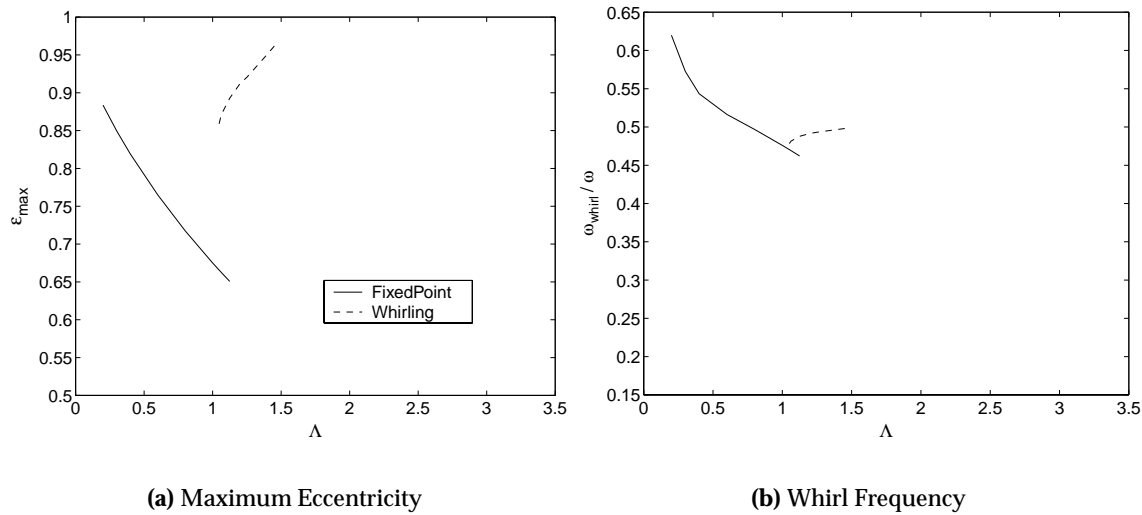 1
0.95
0.9
0.85
0.8
0.75
0.7
0.65
0.6
0.55
0.5
0 0.5 1 1.5 2 2.5 3 3.5
Λ
ε_max
FixedPoint
Whirling
0.65
0.6
0.55
0.5
0.45
0.4
0.35
0.3
0.25
0.2
0.15
0 0.5 1 1.5 2 2.5 3 3.5
Λ
ω_whirl / ω
(a) Maximum Eccentricity
(b) Whirl Frequency